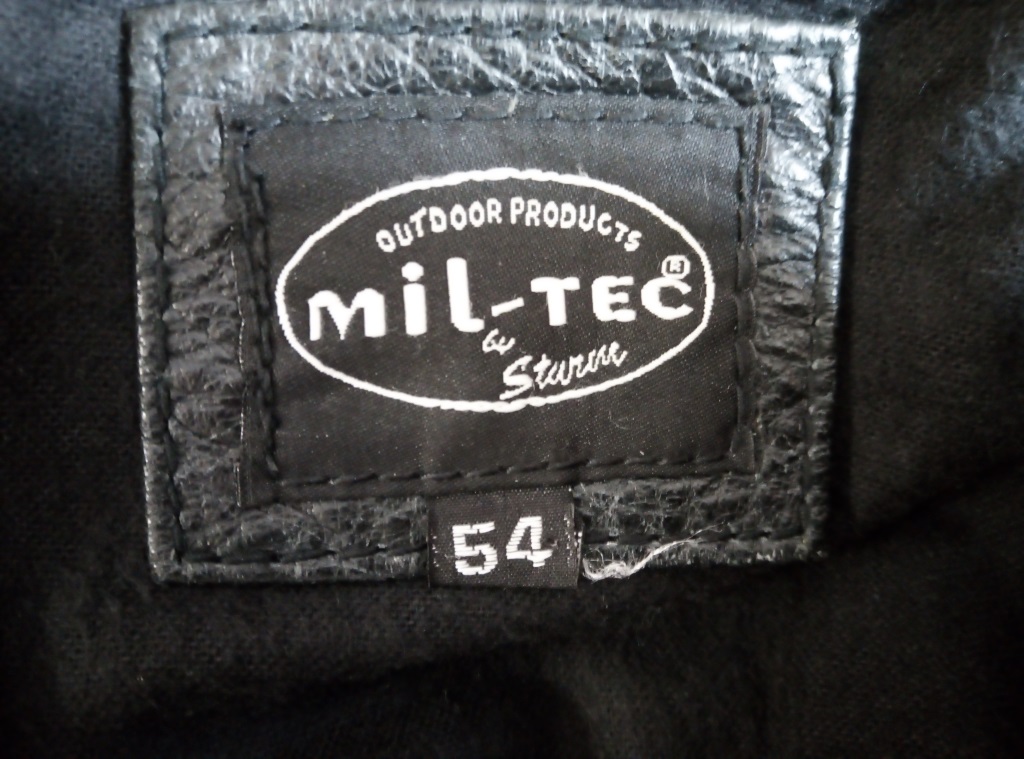 OUTDOOR PRODUCTS
MiL-TEC ®
by
Sturm
54